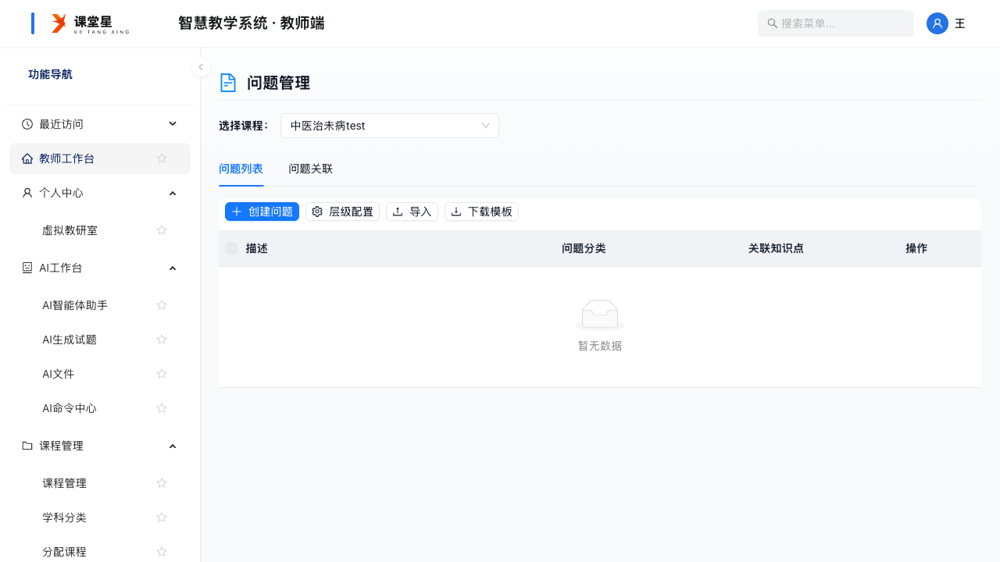 课堂星
KE TANG XING
智慧教学系统 · 教师端
搜索菜单...
王
功能导航
最近访问
教师工作台
个人中心
虚拟教研室
AI工作台
AI智能体助手
AI生成试题
AI文件
AI命令中心
课程管理
课程管理
学科分类
分配课程
问题管理
选择课程：
中医治未病test
问题列表
问题关联
创建问题
层级配置
导入
下载模板
描述
问题分类
关联知识点
操作
暂无数据